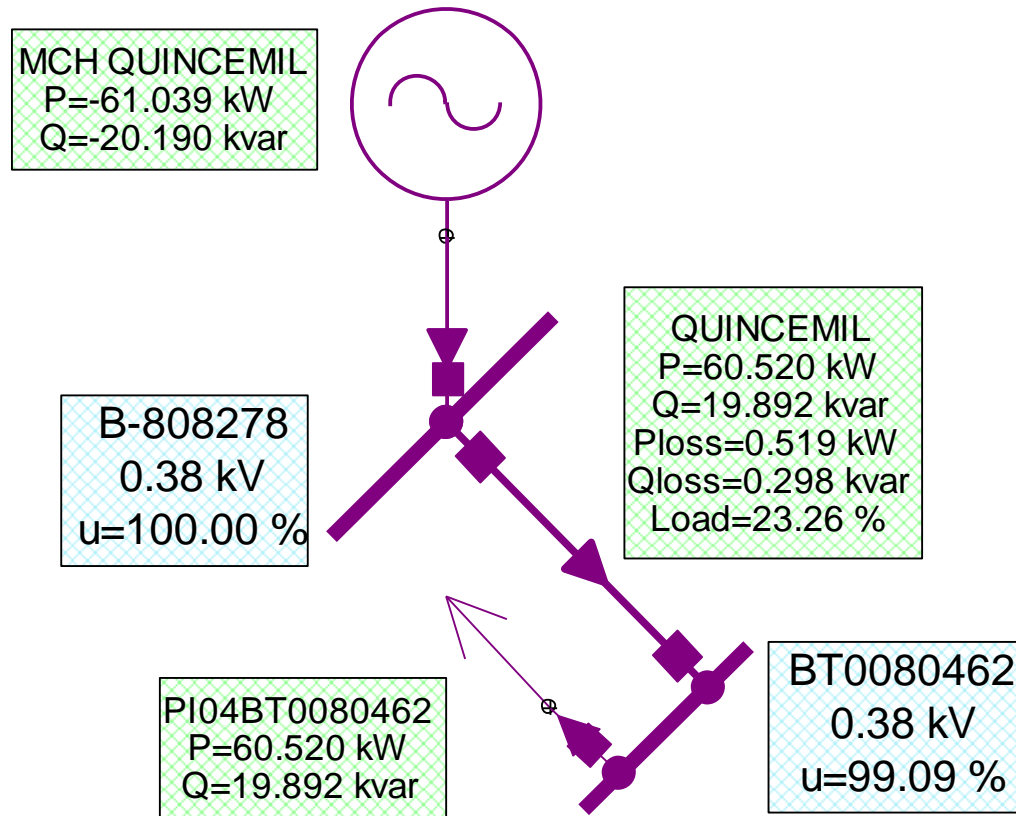 MCH QUINCEMIL
P=-61.039 kW
Q=-20.190 kvar
QUINCEMIL
P=60.520 kW
Q=19.892 kvar
Ploss=0.519 kW
Qloss=0.298 kvar
Load=23.26 %
B-808278
0.38 kV
u=100.00 %
BT0080462
0.38 kV
u=99.09 %
PI04BT0080462
P=60.520 kW
Q=19.892 kvar